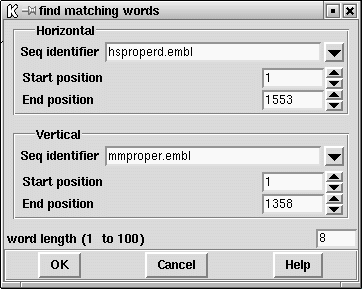 find matching words
Horizontal
Seq identifier hsproperd.embl
Start position 1
End position 1553
Vertical
Seq identifier mmproper.embl
Start position 1
End position 1358
word length (1 to 100) 8
OK Cancel Help